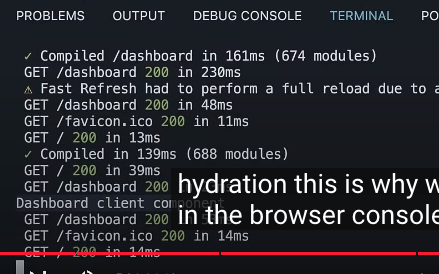 PROBLEMS OUTPUT DEBUG CONSOLE TERMINAL PO
✓ Compiled /dashboard in 161ms (674 modules)
GET /dashboard 200 in 230ms
⚠ Fast Refresh had to perform a full reload due to a
GET /dashboard 200 in 48ms
GET /favicon.ico 200 in 11ms
GET / 200 in 13ms
✓ Compiled in 139ms (688 modules)
GET / 200 in 39ms
GET /dashboard 200
hydration this is why w
Dashboard client
in the browser console
GET /dashboard 200
GET /favicon.ico 200 in 14ms
GET / 200 in 14ms